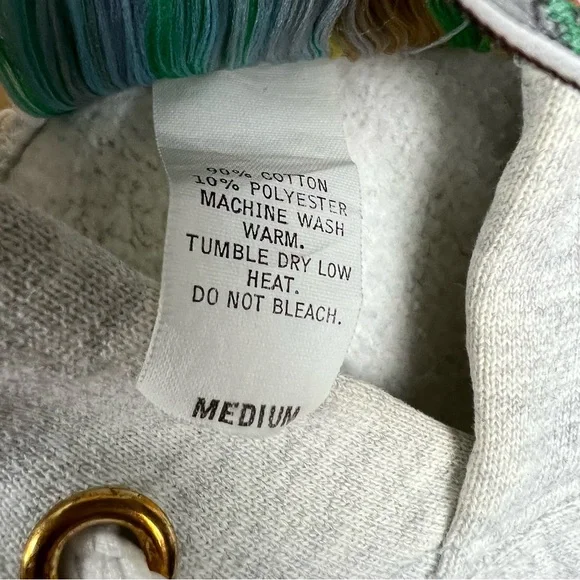 90% COTTON
10% POLYESTER
MACHINE WASH
WARM.
TUMBLE DRY LOW
HEAT.
DO NOT BLEACH.
MEDIUM